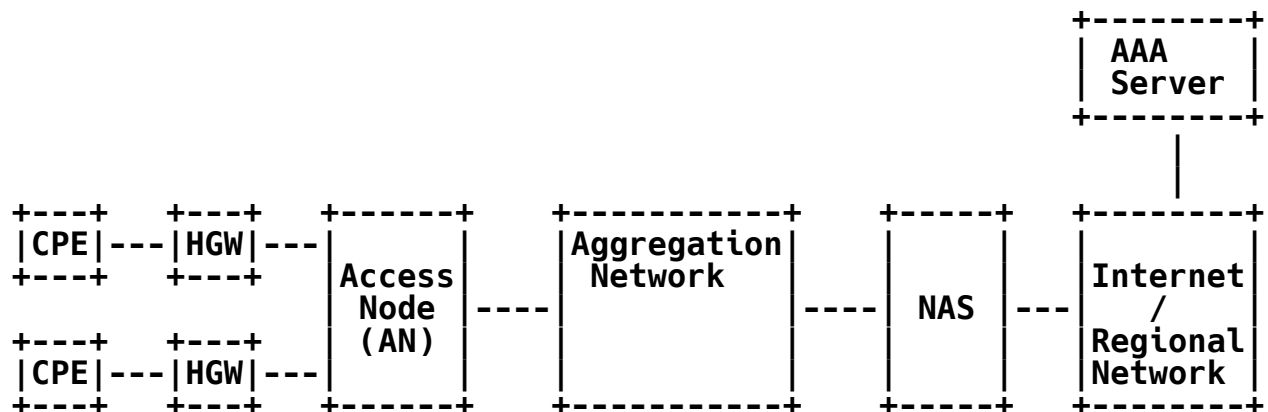 +--------+
                                                       | AAA    |
                                                       | Server |
                                                       +--------+
                                                            |
                                                            |
+---+   +---+   +------+    +-----------+    +-----+   +--------+
|CPE|---|HGW|---|      |    |Aggregation|    |     |   |        |
+---+   +---+   |Access|    | Network   |    |     |   |Internet|
                | Node |----|           |----| NAS |---|   /    |
+---+   +---+   | (AN) |    |           |    |     |   |Regional|
|CPE|---|HGW|---|      |    |           |    |     |   |Network |
+---+   +---+   +------+    +-----------+    +-----+   +--------+